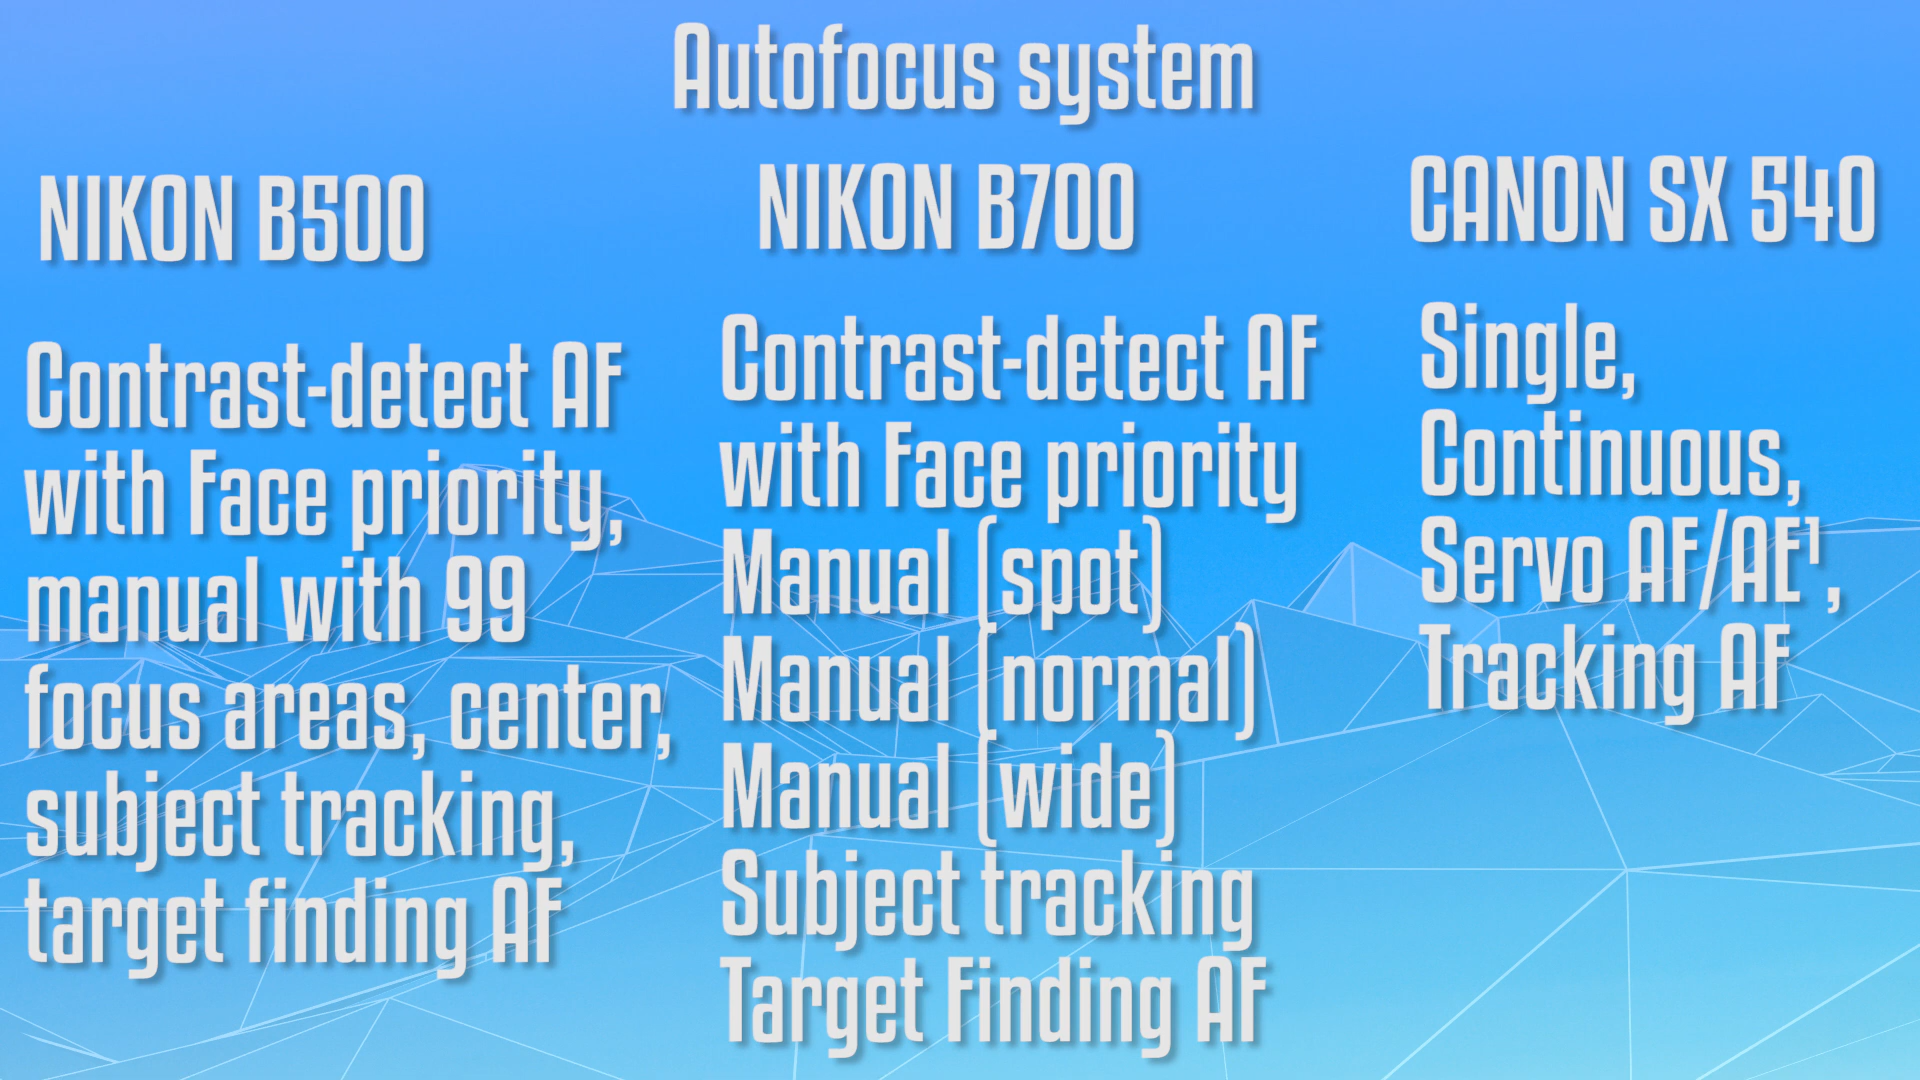 Autofocus system
NIKON B500
Contrast-detect AF
with Face priority,
manual with 99
focus areas, center,
subject tracking,
target finding AF
NIKON B700
Contrast-detect AF
with Face priority
Manual (spot)
Manual (normal)
Manual (wide)
Subject tracking
Target Finding AF
CANON SX 540
Single,
Continuous,
Servo AF/AE¹,
Tracking AF